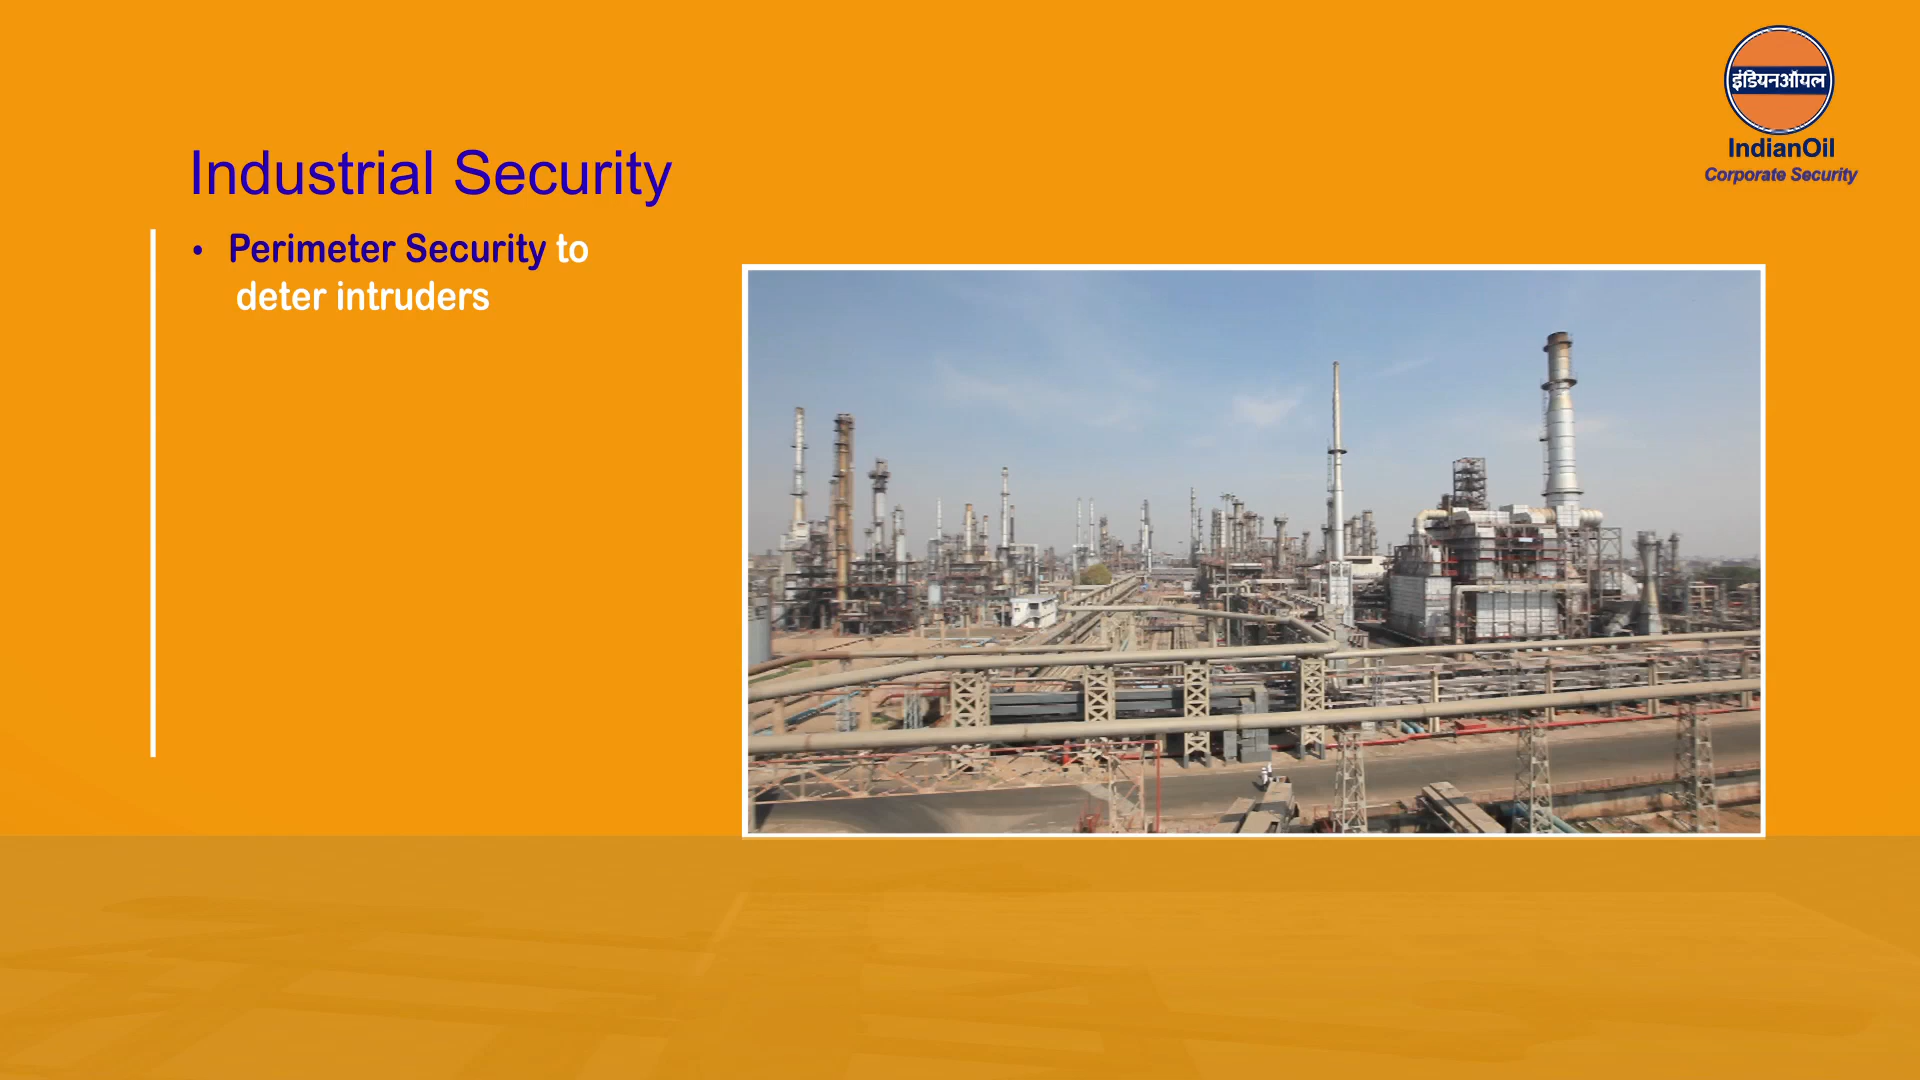 इंडियनऑयल
IndianOil
Corporate Security
Industrial Security
• Perimeter Security to
deter intruders